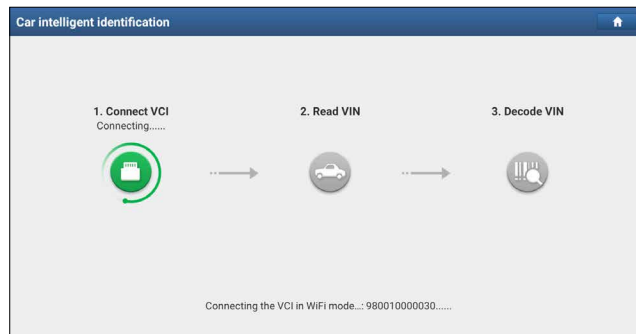 Car intelligent identification
1. Connect VCI
Connecting......
2. Read VIN
3. Decode VIN
Connecting the VCI in WiFi mode...: 980010000030......